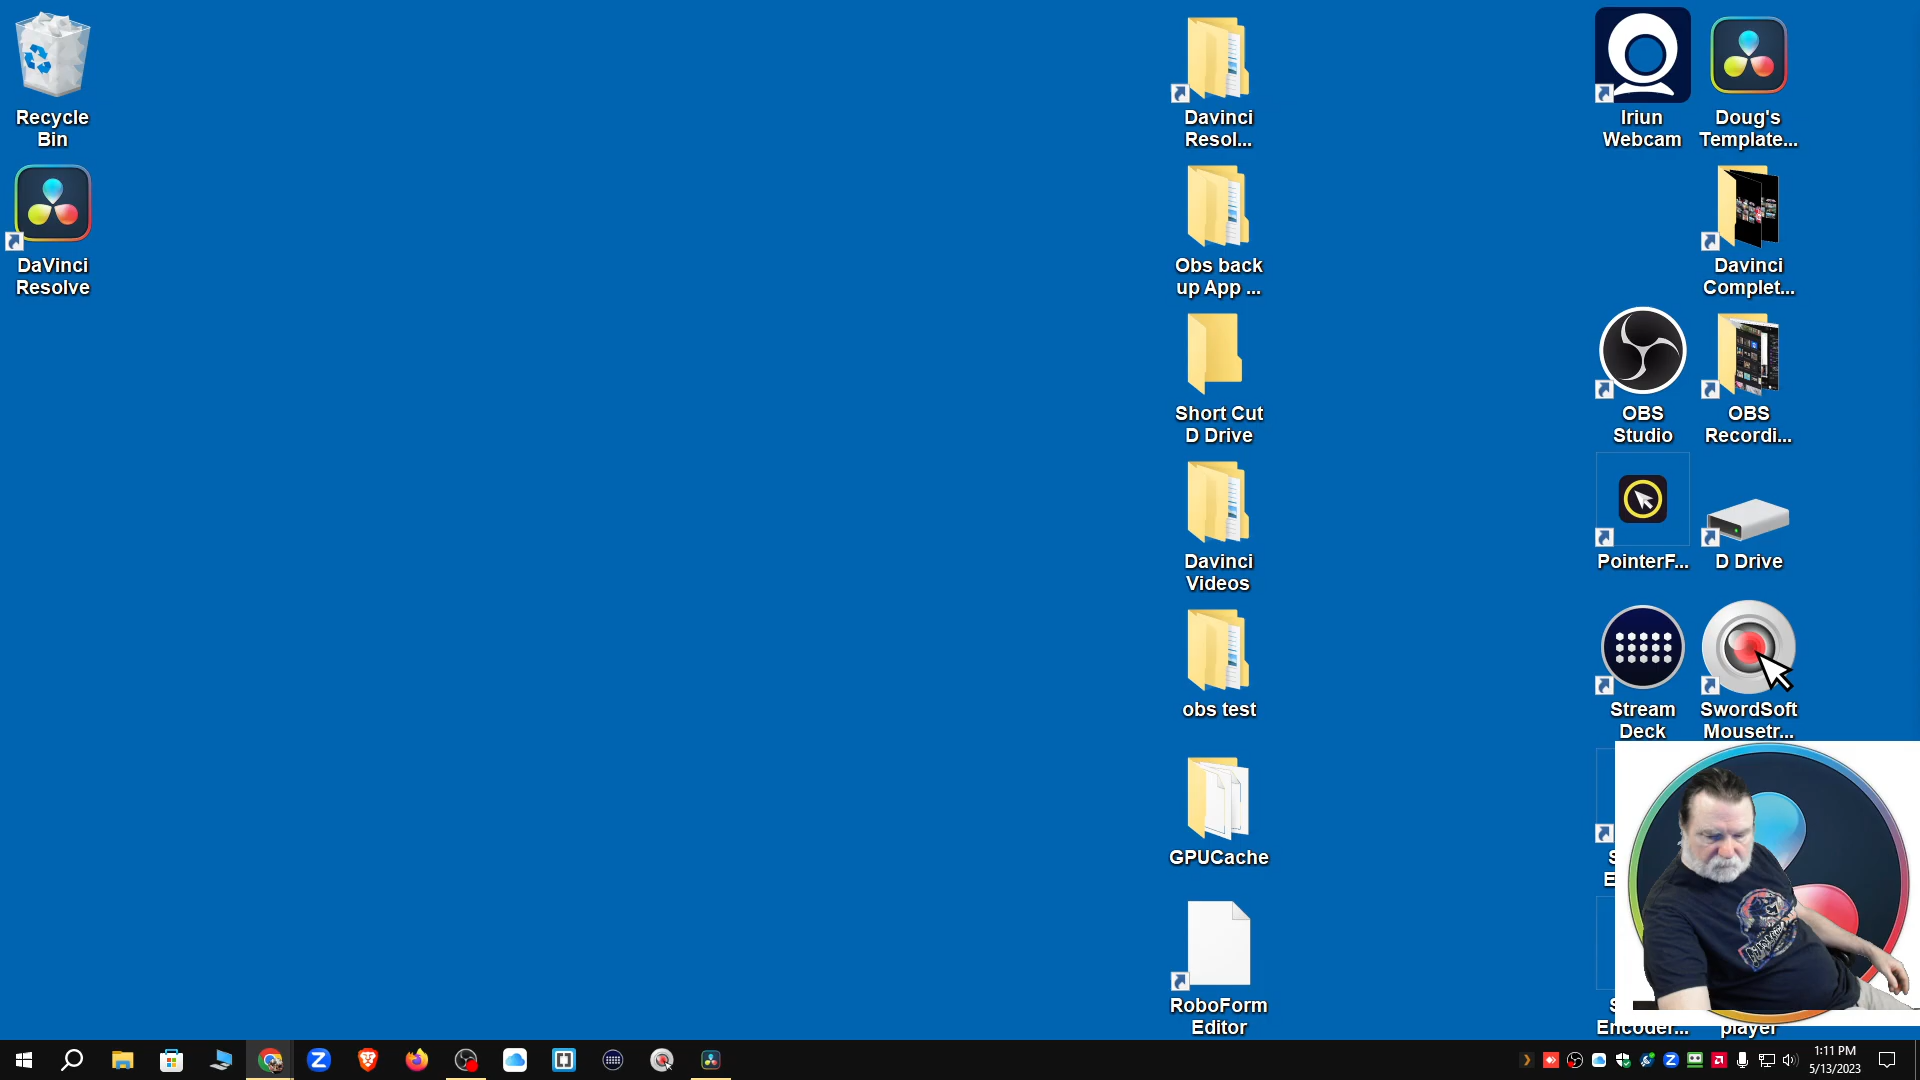 Recycle
Bin
DaVinci
Resolve
Davinci
Resol...
Obs back
up App ...
Short Cut
D Drive
Davinci
Videos
obs test
GPUCache
RoboForm
Editor
Iriun
Webcam
Doug's
Template...
Davinci
Complet...
OBS
Studio
OBS
Recordi...
PointerF...
D Drive
Stream
Deck
SwordSoft
Mousetr...
Encoder...
player
1:11 PM
5/13/2023